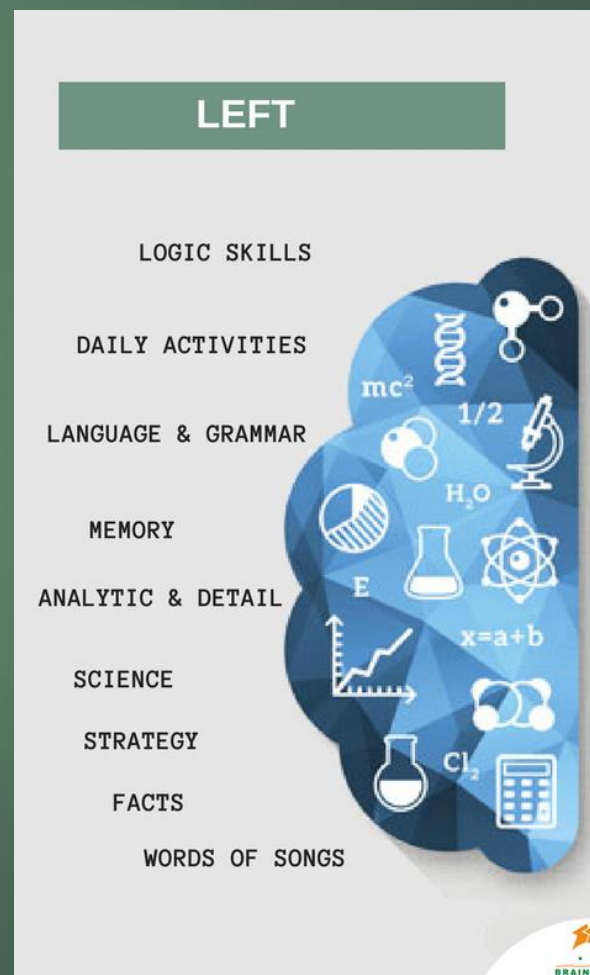 LEFT
LOGIC SKILLS
DAILY ACTIVITIES
mc²
1/2
LANGUAGE & GRAMMAR
H₂O
MEMORY
E
ANALYTIC & DETAIL
x=a+b
SCIENCE
STRATEGY
Cl₂
FACTS
WORDS OF SONGS
BRAIN